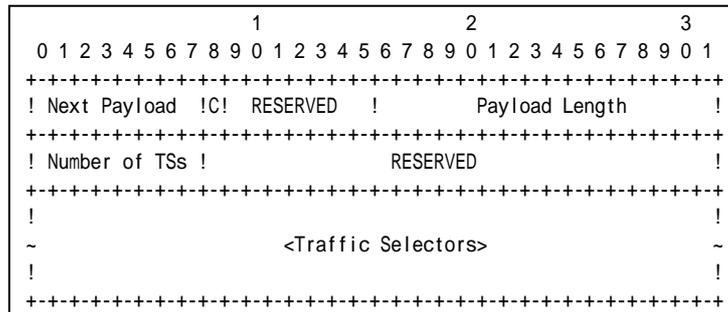 1                   2                   3
 0 1 2 3 4 5 6 7 8 9 0 1 2 3 4 5 6 7 8 9 0 1 2 3 4 5 6 7 8 9 0 1
+-+-+-+-+-+-+-+-+-+-+-+-+-+-+-+-+-+-+-+-+-+-+-+-+-+-+-+-+-+-+-+-+
! Next Payload  !C!  RESERVED   !         Payload Length        !
+-+-+-+-+-+-+-+-+-+-+-+-+-+-+-+-+-+-+-+-+-+-+-+-+-+-+-+-+-+-+-+-+
! Number of TSs !                 RESERVED                      !
+-+-+-+-+-+-+-+-+-+-+-+-+-+-+-+-+-+-+-+-+-+-+-+-+-+-+-+-+-+-+-+-+
!                                                               !
~                       <Traffic Selectors>                     ~
!                                                               !
+-+-+-+-+-+-+-+-+-+-+-+-+-+-+-+-+-+-+-+-+-+-+-+-+-+-+-+-+-+-+-+-+